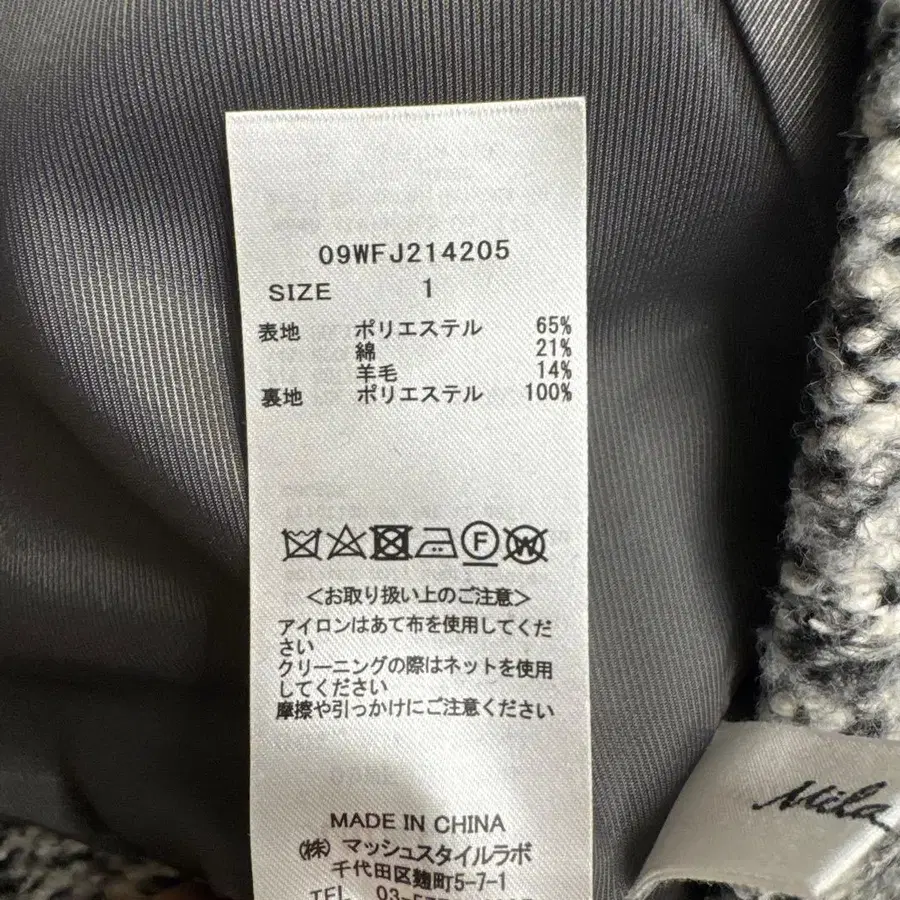 09WFJ214205
SIZE 1
表地 ポリエステル 65%
綿 21%
羊毛 14%
裏地 ポリエステル 100%
F W
<お取り扱い上のご注意>
アイロンはあて布を使用してくだ
さい
クリーニングの際はネットを使用
してください
摩擦や引っかけにご注意ください
MADE IN CHINA
(株) マッシュスタイルラボ
千代田区麹町5-7-1
TEL 03-
Mila